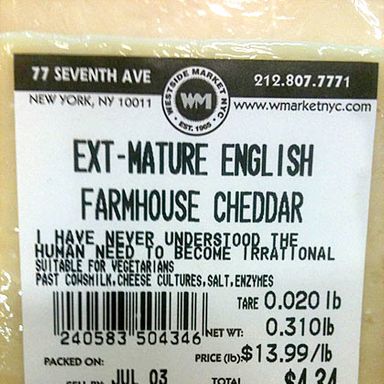 77 SEVENTH AVE
212.807.7771
WESTSIDE MARKET NYC
WM
EST. 1965
NEW YORK, NY 10011
www.wmarketnyc.com
EXT-MATURE ENGLISH
FARMHOUSE CHEDDAR
I HAVE NEVER UNDERSTOOD THE
HUMAN NEED TO BECOME IRRATIONAL
SUITABLE FOR VEGETARIANS
PAST COWSMILK,CHEESE CULTURES,SALT,ENZYMES
TARE 0.020 lb
240583 504346
NET WT: 0.310lb
PRICE (lb) $13.99/lb
PACKED ON: JUL 03
TOTAL $4.34